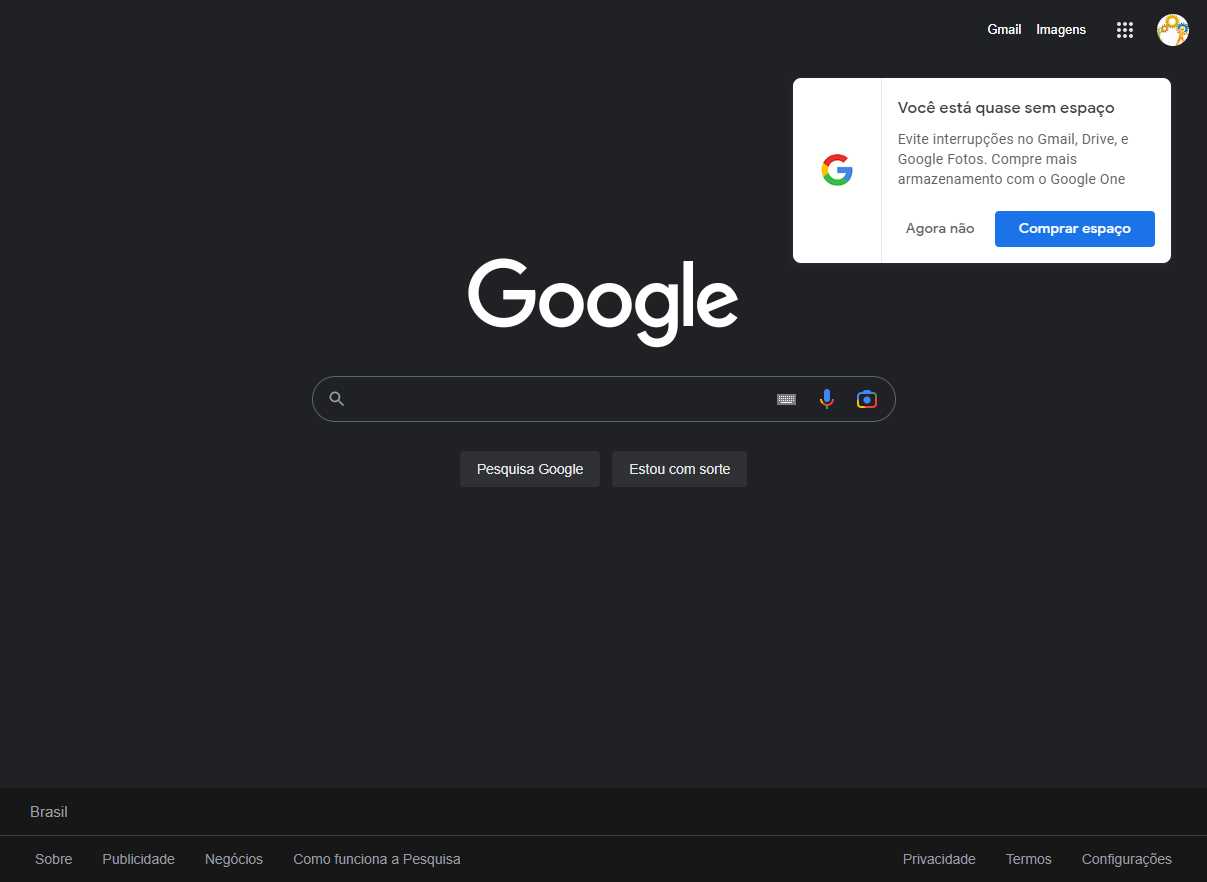 Gmail Imagens
Você está quase sem espaço
Evite interrupções no Gmail, Drive, e
Google Fotos. Compre mais
armazenamento com o Google One
Agora não Comprar espaço
Google
Pesquisa Google Estou com sorte
Brasil
Sobre Publicidade Negócios Como funciona a Pesquisa Privacidade Termos Configurações